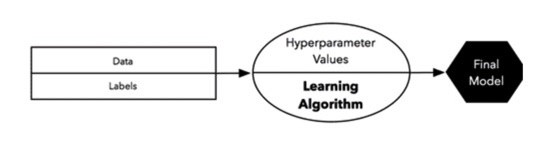 Data
Labels
Hyperparameter
Values
Learning
Algorithm
Final
Model